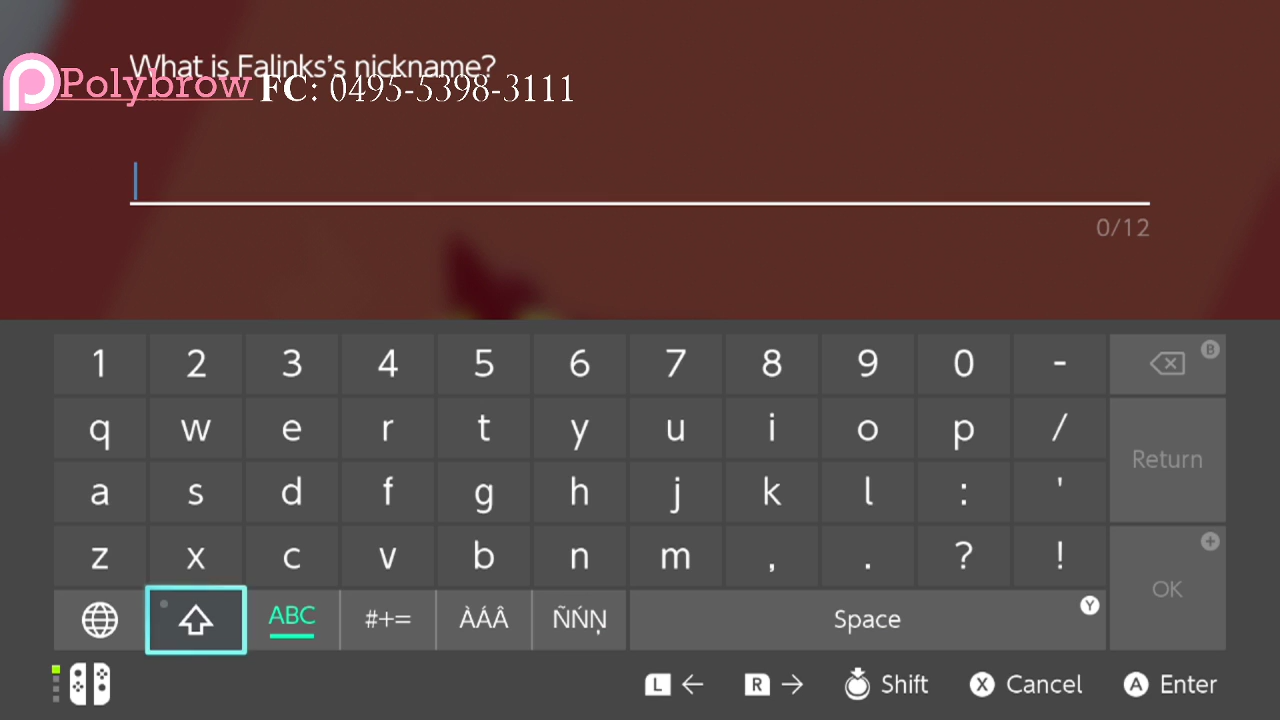 What is Falinks's nickname?
Polybrow FC: 0495-5398-3111
0/12
1 2 3 4 5 6 7 8 9 0 - B
q w e r t y u i o p /
Return
a s d f g h j k l : '
z x c v b n m , . ? ! +
OK
ABC #+= ÀÁÂ ÑŃŅ Space Y
L ← R → Shift X Cancel A Enter